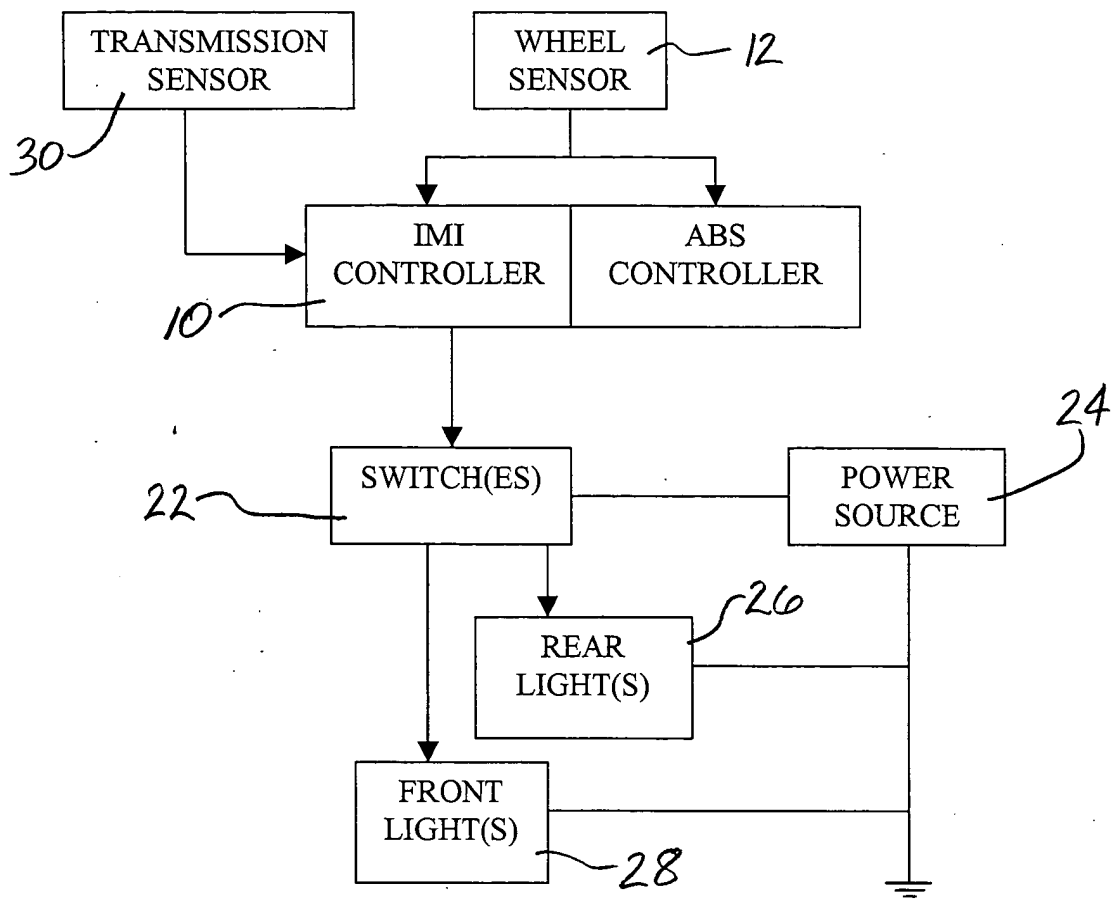 TRANSMISSION
SENSOR
30
WHEEL
SENSOR
12
IMI
CONTROLLER
10
ABS
CONTROLLER
SWITCH(ES)
22
POWER
SOURCE
24
REAR
LIGHT(S)
26
FRONT
LIGHT(S)
28